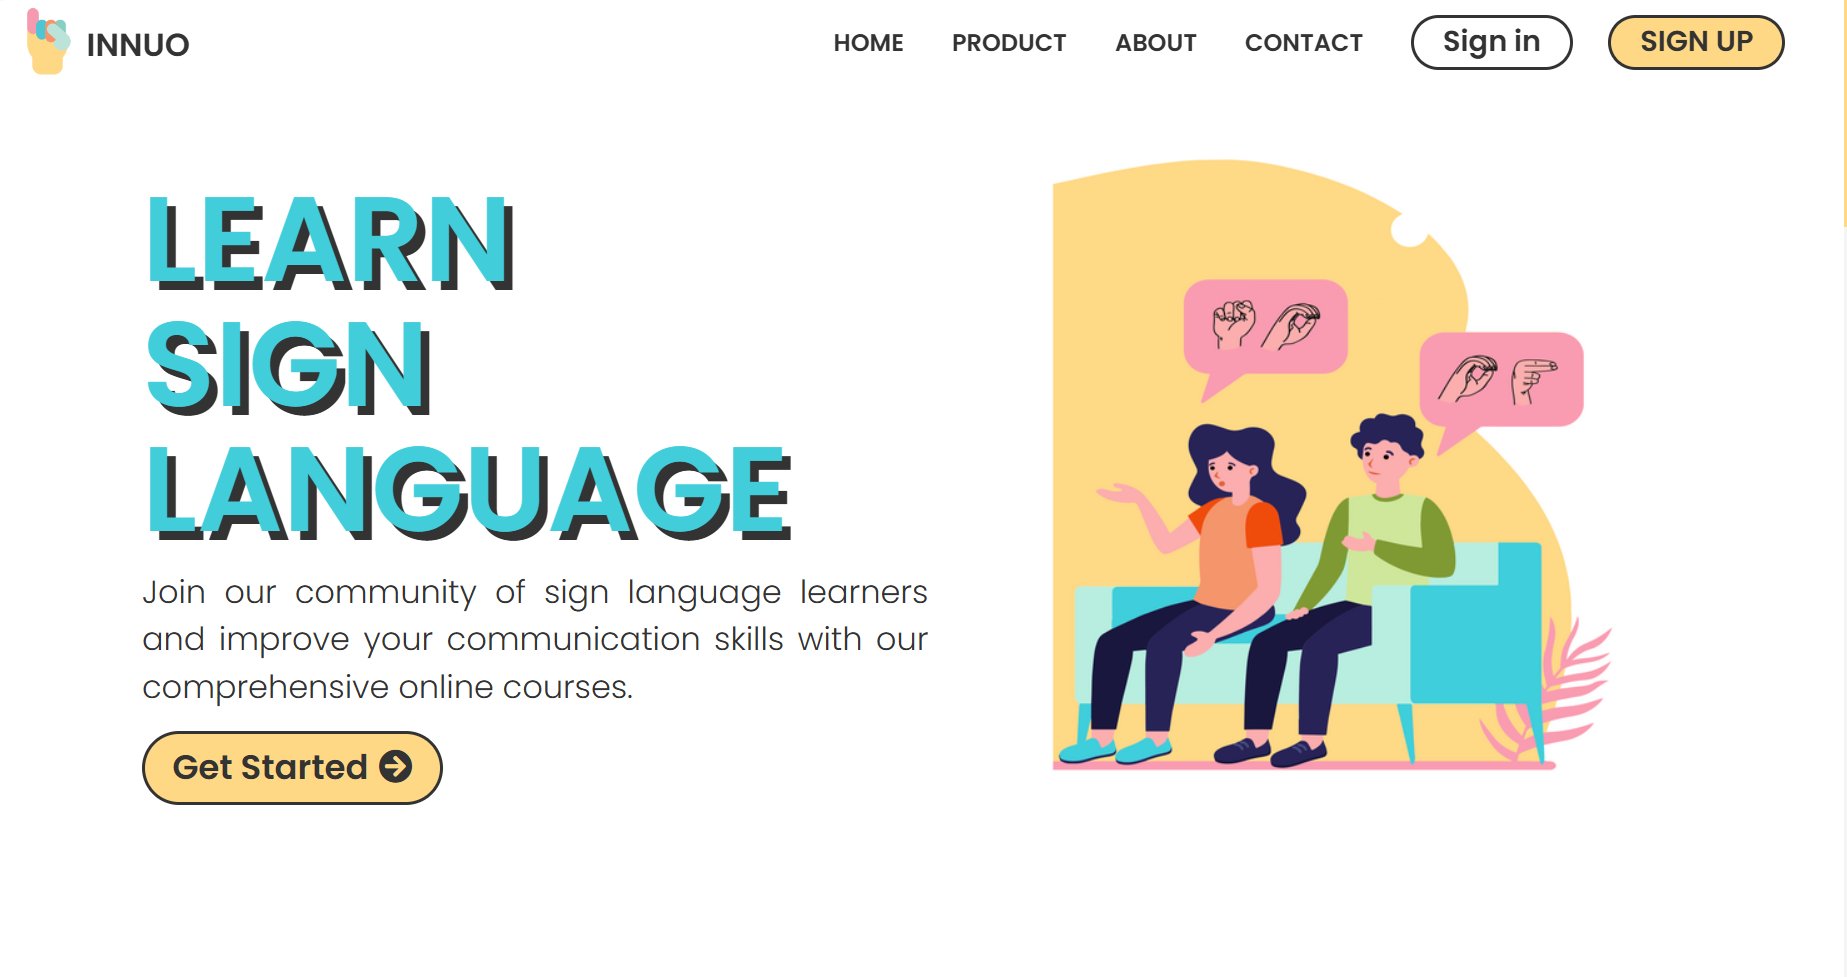 INNUO
HOME PRODUCT ABOUT CONTACT Sign in SIGN UP
LEARN
SIGN
LANGUAGE
Join our community of sign language learners
and improve your communication skills with our
comprehensive online courses.
Get Started